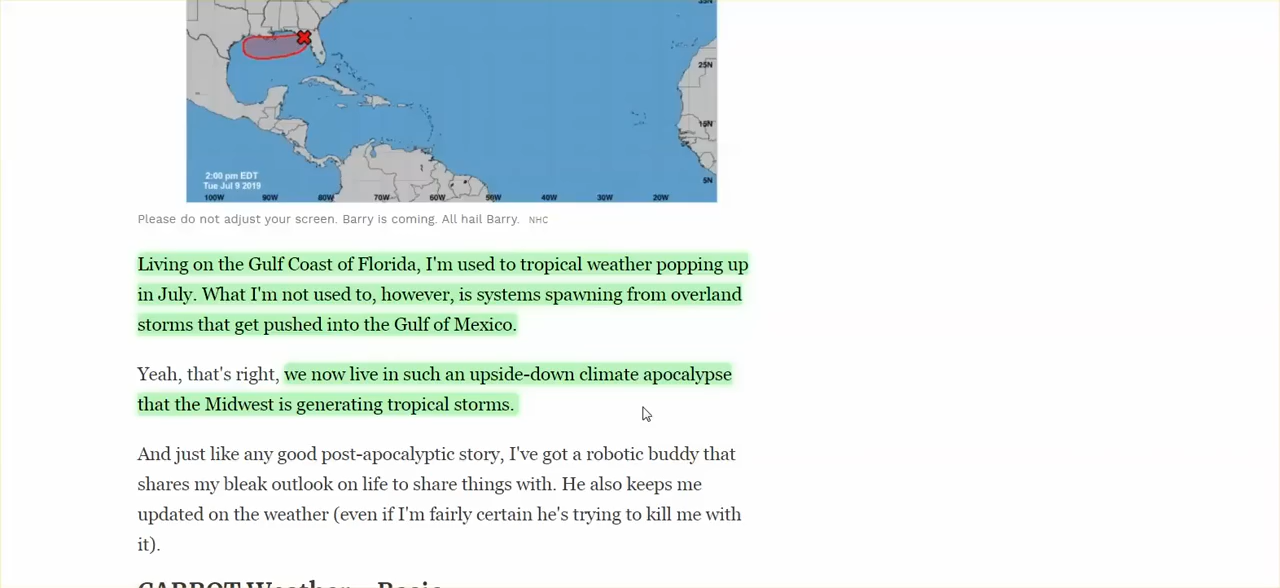 25N
15N
5N
2:00 pm EDT
Tue Jul 9 2019
100W 90W 80W 70W 60W 50W 40W 30W 20W
Please do not adjust your screen. Barry is coming. All hail Barry. NHC
Living on the Gulf Coast of Florida, I'm used to tropical weather popping up
in July. What I'm not used to, however, is systems spawning from overland
storms that get pushed into the Gulf of Mexico.
Yeah, that's right, we now live in such an upside-down climate apocalypse
that the Midwest is generating tropical storms.
And just like any good post-apocalyptic story, I've got a robotic buddy that
shares my bleak outlook on life to share things with. He also keeps me
updated on the weather (even if I'm fairly certain he's trying to kill me with
it).
CARROT Weather - Basic